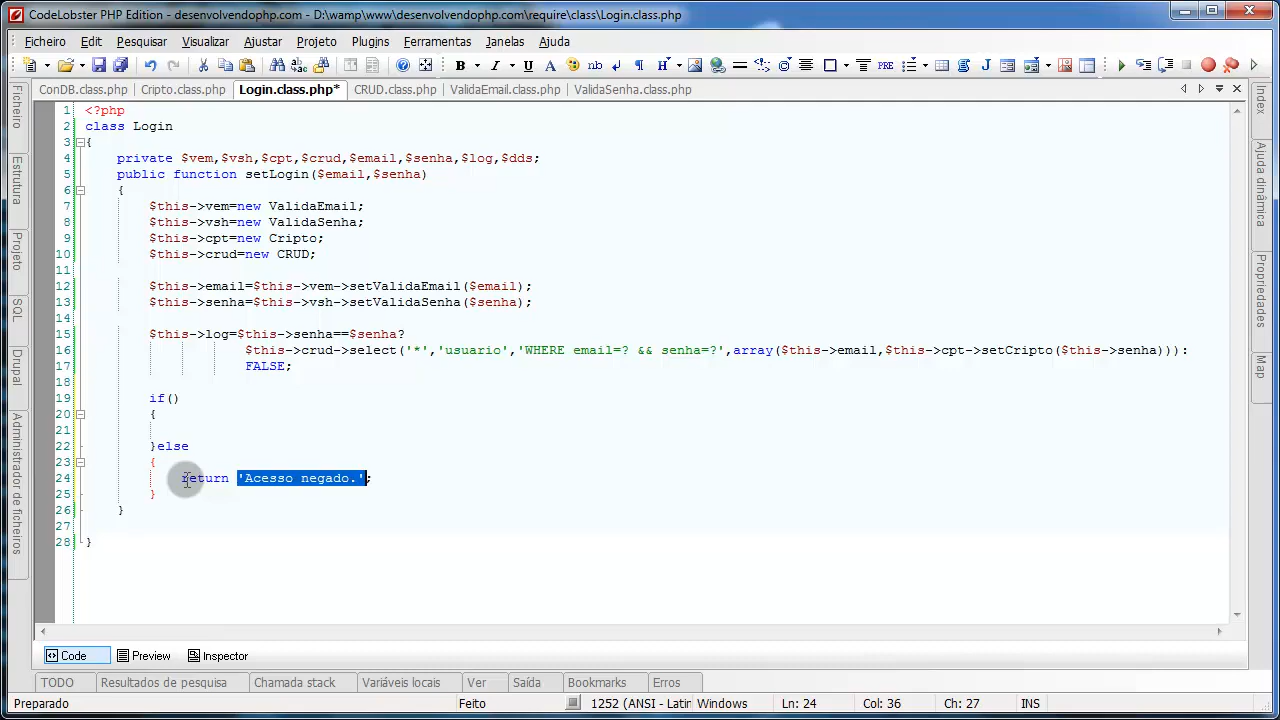 CodeLobster PHP Edition - desenvolvendophp.com - D:\wamp\www\desenvolvendophp.com\require\class\Login.class.php
Ficheiro Edit Pesquisar Visualizar Ajustar Projeto Plugins Ferramentas Janelas Ajuda
ConDB.class.php Cripto.class.php Login.class.php* CRUD.class.php ValidaEmail.class.php ValidaSenha.class.php
Ficheiro
Estrutura
Projeto
SQL
Drupal
Administrador de ficheiros
1 <?php
2 class Login
3 {
4 private $vem,$vsh,$cpt,$crud,$email,$senha,$log,$dds;
5 public function setLogin($email,$senha)
6 {
7 $this->vem=new ValidaEmail;
8 $this->vsh=new ValidaSenha;
9 $this->cpt=new Cripto;
10 $this->crud=new CRUD;
11
12 $this->email=$this->vem->setValidaEmail($email);
13 $this->senha=$this->vsh->setValidaSenha($senha);
14
15 $this->log=$this->senha==$senha?
16 $this->crud->select('*','usuario','WHERE email=? && senha=?',array($this->email,$this->cpt->setCripto($this->senha))):
17 FALSE;
18
19 if()
20 {
21
22 }else
23 {
24 return 'Acesso negado.';
25 }
26 }
27
28 }
Index
Ajuda dinâmica
Propriedades
Map
Code Preview Inspector
TODO Resultados de pesquisa Chamada stack Variáveis locais Ver Saída Bookmarks Erros
Preparado Feito 1252 (ANSI - Latin Windows Ln: 24 Col: 36 Ch: 27 INS